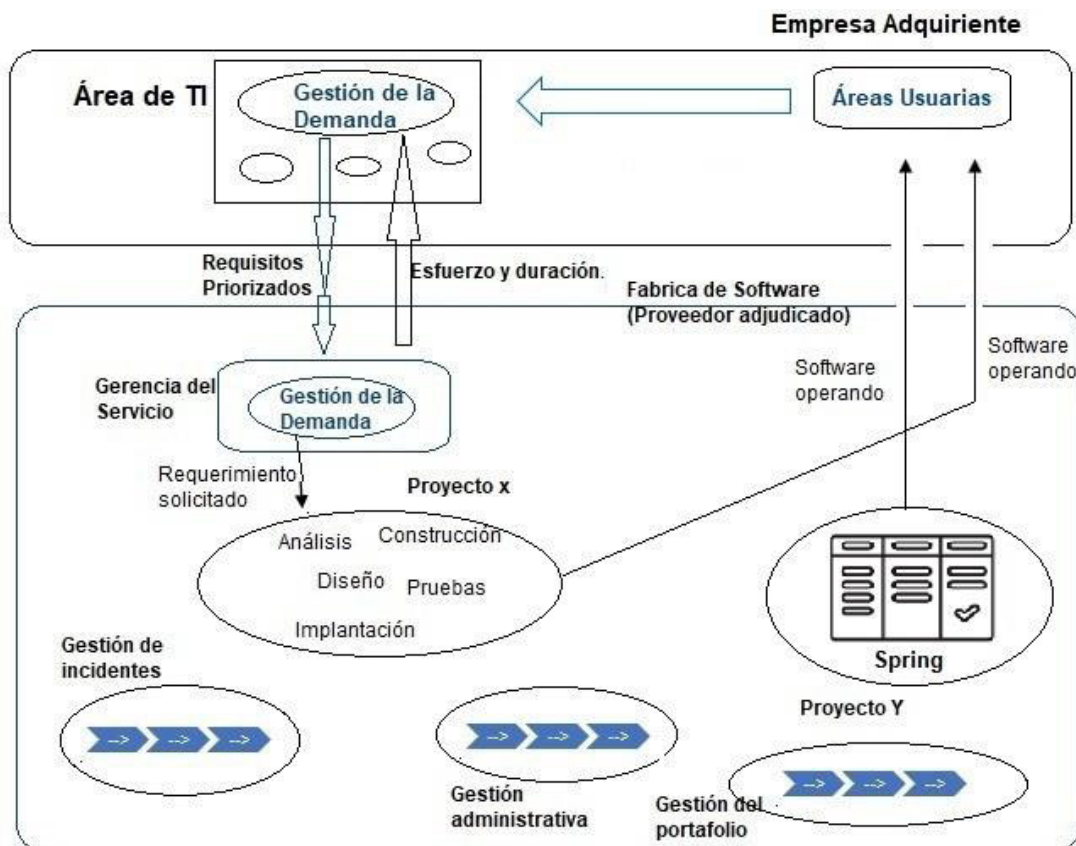 Empresa Adquiriente
Área de TI
Gestión de la
Demanda
Áreas Usuarias
Requisitos
Priorizados
Esfuerzo y duración.
Fabrica de Software
(Proveedor adjudicado)
Software
operando
Software
operando
Gerencia del
Servicio
Gestión de la
Demanda
Requerimiento
solicitado
Proyecto x
Análisis
Construcción
Diseño
Pruebas
Implantación
Spring
Proyecto Y
Gestión de
incidentes
-->
-->
-->
-->
-->
-->
Gestión
administrativa
Gestión del
portafolio
-->
-->
-->